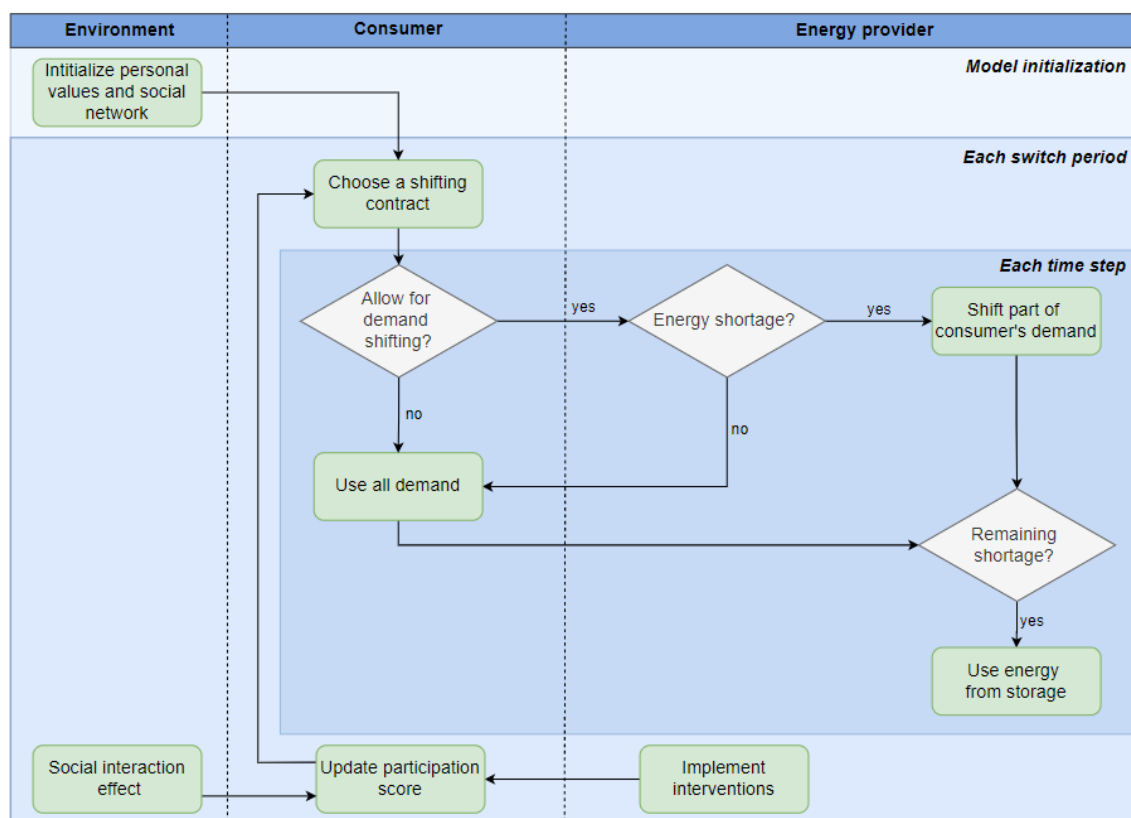 Environment
Consumer
Energy provider
Model initialization
Intitialize personal
values and social
network
Each switch period
Choose a shifting
contract
Each time step
Allow for
demand
shifting?
yes
Energy shortage?
yes
Shift part of
consumer's demand
no
no
Use all demand
Remaining
shortage?
yes
Use energy
from storage
Social interaction
effect
Update participation
score
Implement
interventions